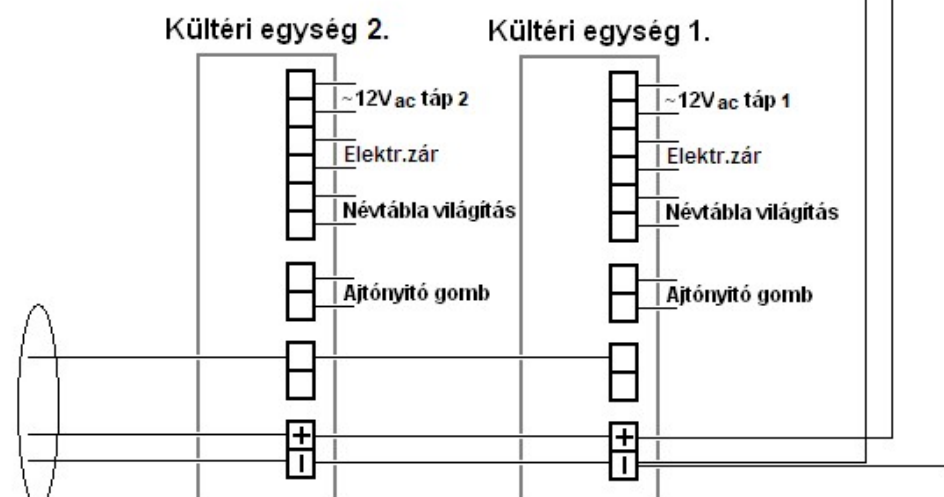 Kültéri egység 2.
Kültéri egység 1.
~12Vac táp 2
~12Vac táp 1
Elektr.zár
Elektr.zár
Névtábla világítás
Névtábla világítás
Ajtónyitó gomb
Ajtónyitó gomb
+
+
-
-